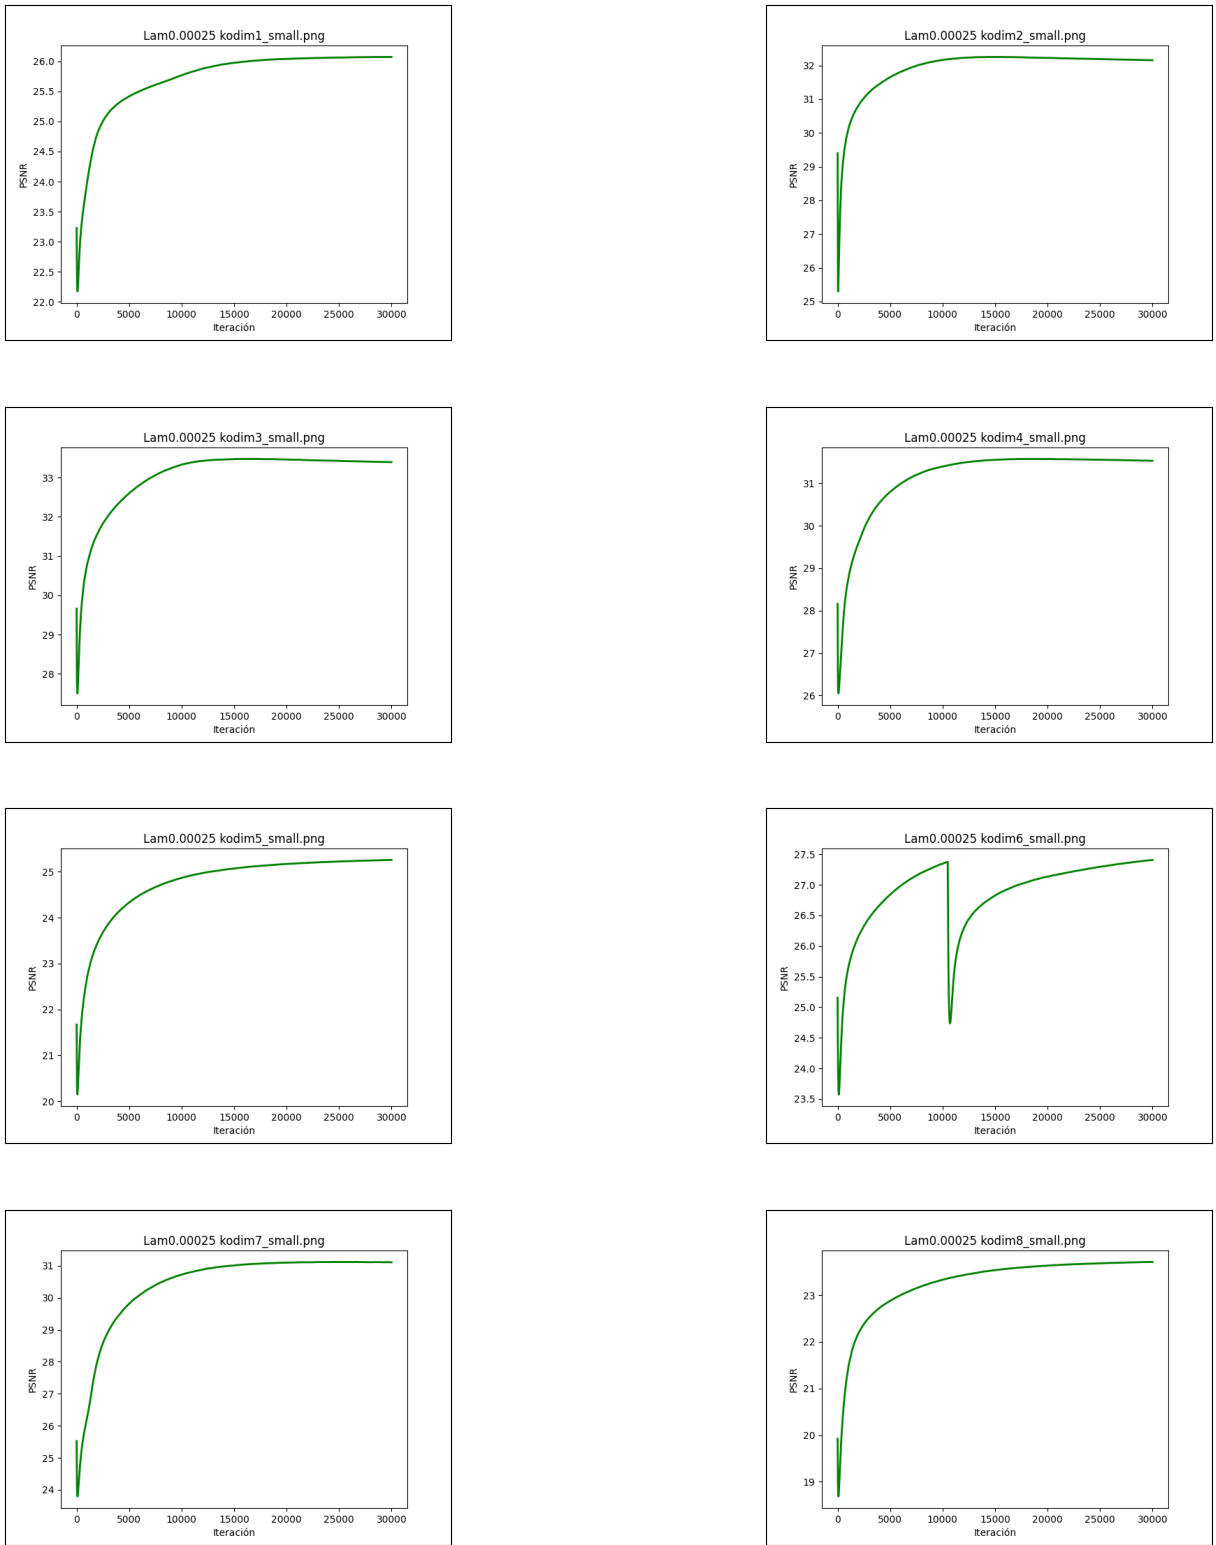 Lam0.00025 kodim1_small.png
26.0
25.5
25.0
24.5
24.0
23.5
23.0
22.5
22.0
PSNR
0 5000 10000 15000 20000 25000 30000
Iteración
Lam0.00025 kodim2_small.png
32
31
30
29
28
27
26
25
PSNR
0 5000 10000 15000 20000 25000 30000
Iteración
Lam0.00025 kodim3_small.png
33
32
31
30
29
28
PSNR
0 5000 10000 15000 20000 25000 30000
Iteración
Lam0.00025 kodim4_small.png
31
30
29
28
27
26
PSNR
0 5000 10000 15000 20000 25000 30000
Iteración
Lam0.00025 kodim5_small.png
25
24
23
22
21
20
PSNR
0 5000 10000 15000 20000 25000 30000
Iteración
Lam0.00025 kodim6_small.png
27.5
27.0
26.5
26.0
25.5
25.0
24.5
24.0
23.5
PSNR
0 5000 10000 15000 20000 25000 30000
Iteración
Lam0.00025 kodim7_small.png
31
30
29
28
27
26
25
24
PSNR
0 5000 10000 15000 20000 25000 30000
Iteración
Lam0.00025 kodim8_small.png
23
22
21
20
19
PSNR
0 5000 10000 15000 20000 25000 30000
Iteración